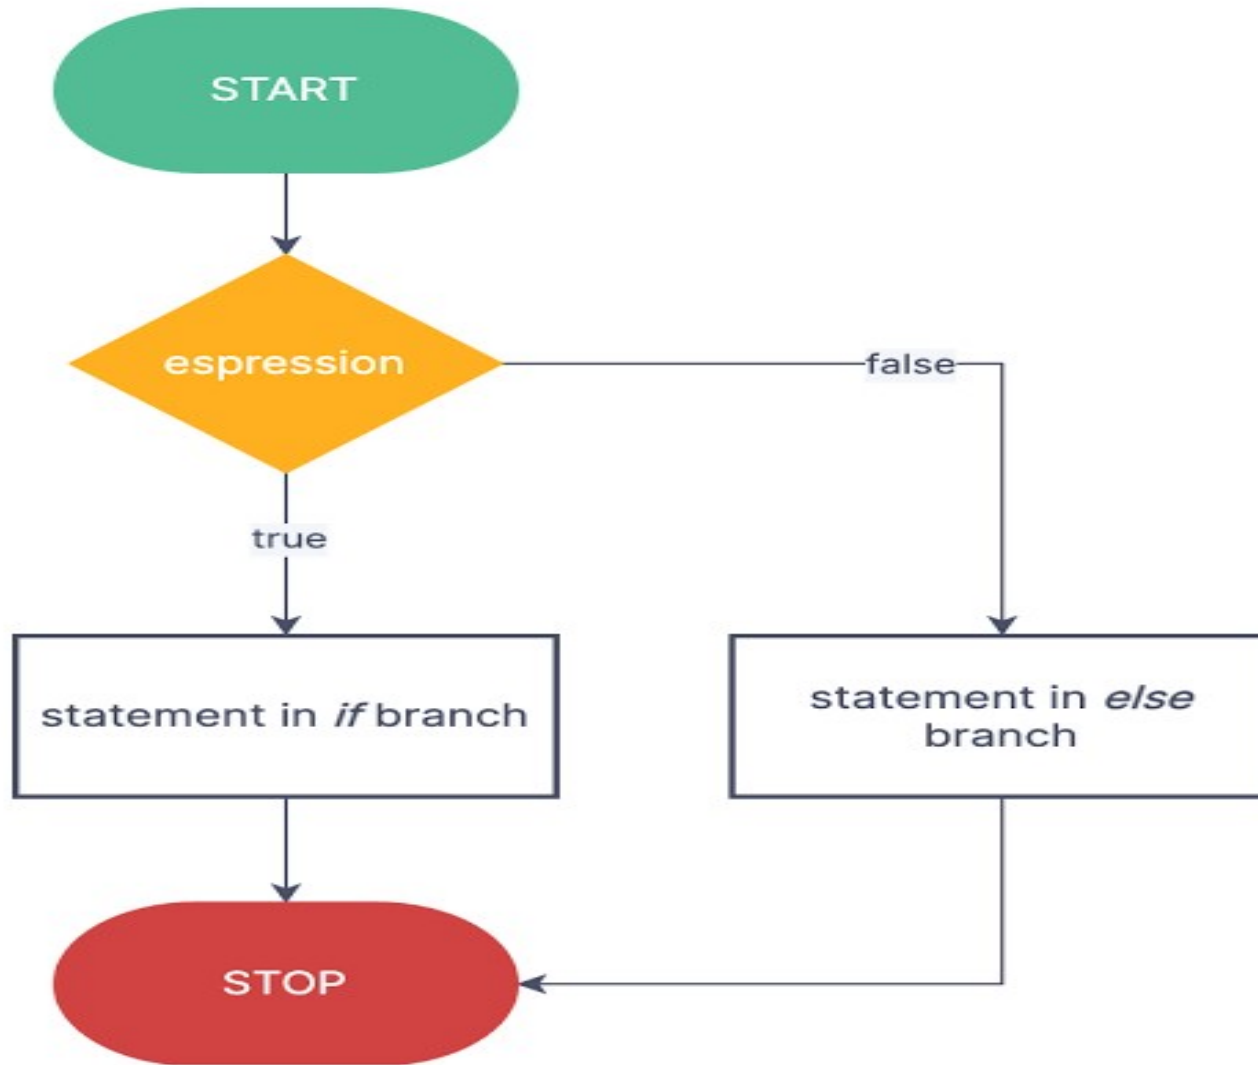 START
espression
false
true
statement in if branch
statement in else
branch
STOP